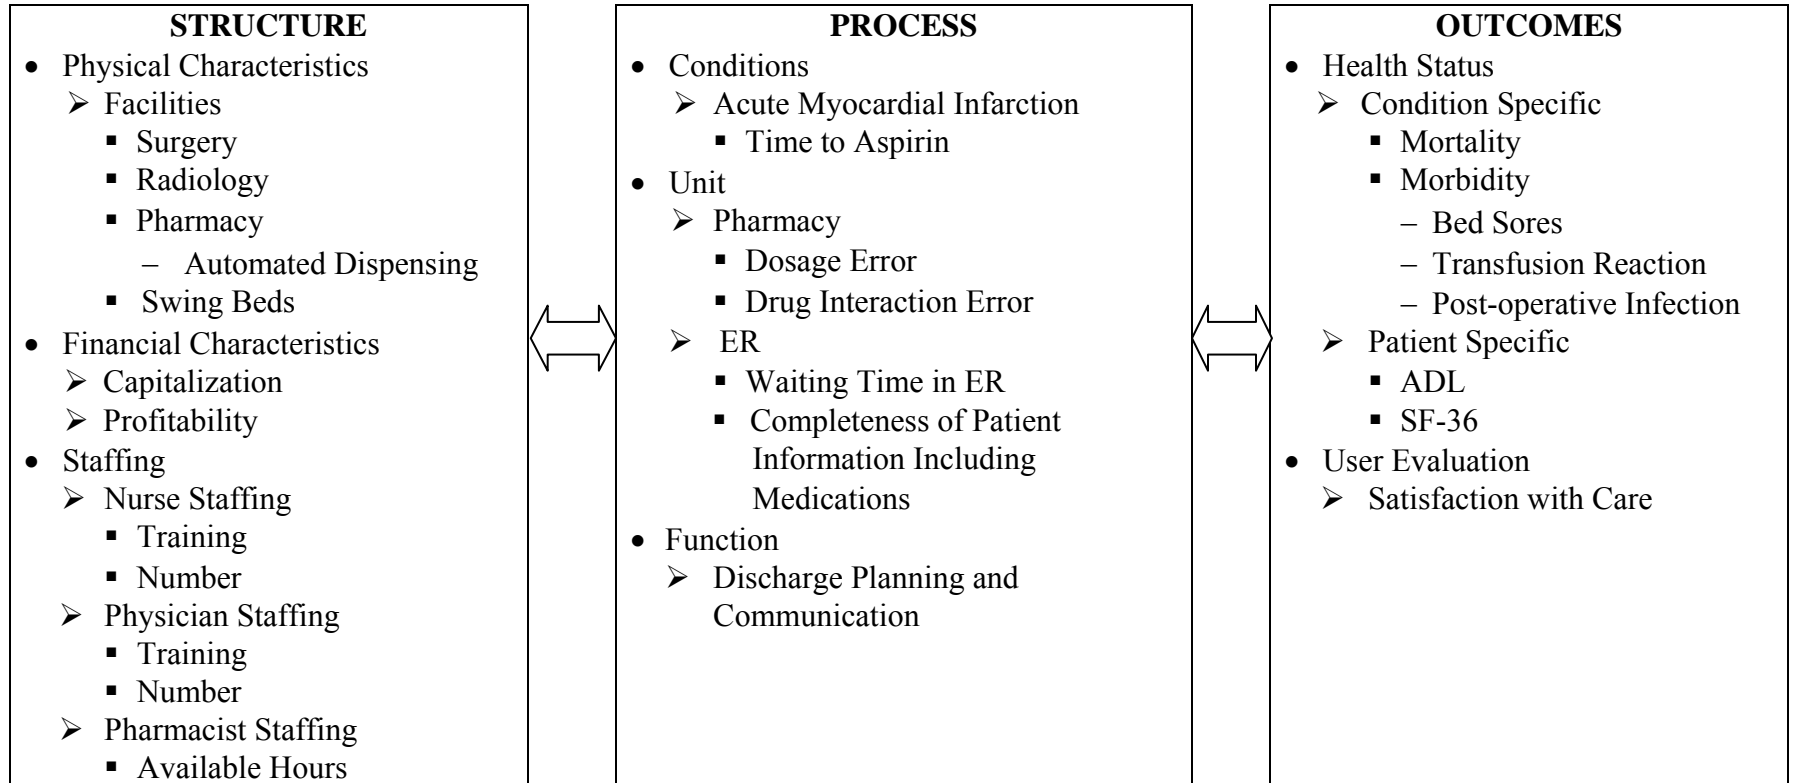 STRUCTURE
• Physical Characteristics
➢ Facilities
▪ Surgery
▪ Radiology
▪ Pharmacy
– Automated Dispensing
▪ Swing Beds
• Financial Characteristics
➢ Capitalization
➢ Profitability
• Staffing
➢ Nurse Staffing
▪ Training
▪ Number
➢ Physician Staffing
▪ Training
▪ Number
➢ Pharmacist Staffing
▪ Available Hours
PROCESS
• Conditions
➢ Acute Myocardial Infarction
▪ Time to Aspirin
• Unit
➢ Pharmacy
▪ Dosage Error
▪ Drug Interaction Error
➢ ER
▪ Waiting Time in ER
▪ Completeness of Patient
Information Including
Medications
• Function
➢ Discharge Planning and
Communication
OUTCOMES
• Health Status
➢ Condition Specific
▪ Mortality
▪ Morbidity
– Bed Sores
– Transfusion Reaction
– Post-operative Infection
➢ Patient Specific
▪ ADL
▪ SF-36
• User Evaluation
➢ Satisfaction with Care